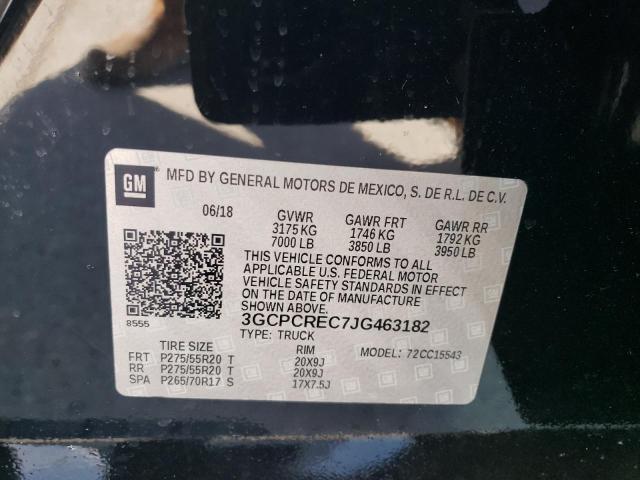 GM
MFD BY GENERAL MOTORS DE MEXICO, S. DE R.L. DE C.V.
06/18 GVWR GAWR FRT GAWR RR
3175 KG 1746 KG 1792 KG
7000 LB 3850 LB 3950 LB
THIS VEHICLE CONFORMS TO ALL
APPLICABLE U.S. FEDERAL MOTOR
VEHICLE SAFETY STANDARDS IN EFFECT
ON THE DATE OF MANUFACTURE
SHOWN ABOVE.
8555
3GCPCREC7JG463182
TYPE: TRUCK
TIRE SIZE RIM MODEL: 72CC15543
FRT P275/55R20 T 20X9J
RR P275/55R20 T 20X9J
SPA P265/70R17 S 17X7.5J